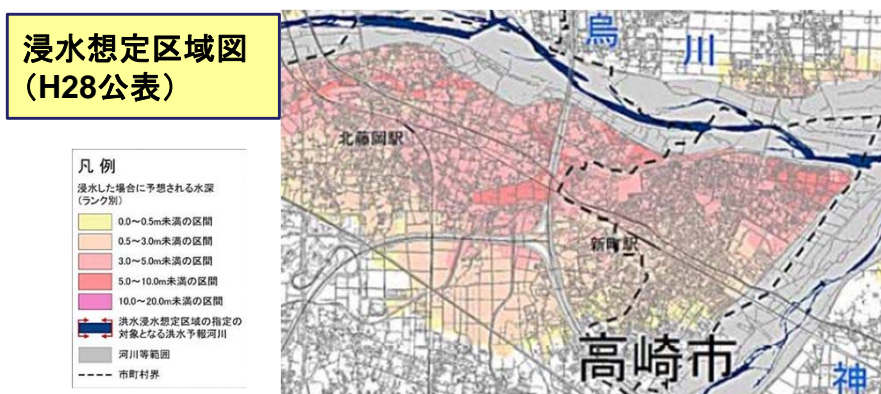 浸水想定区域図
（H28公表）
凡例
浸水した場合に予想される水深
（ランク別）
0.0～0.5m未満の区間
0.5～3.0m未満の区間
3.0～5.0m未満の区間
5.0～10.0m未満の区間
10.0～20.0m未満の区間
洪水浸水想定区域の指定の
対象となる洪水予報河川
河川等範囲
市町村界
烏川
北藤岡駅
新町駅
高崎市
神